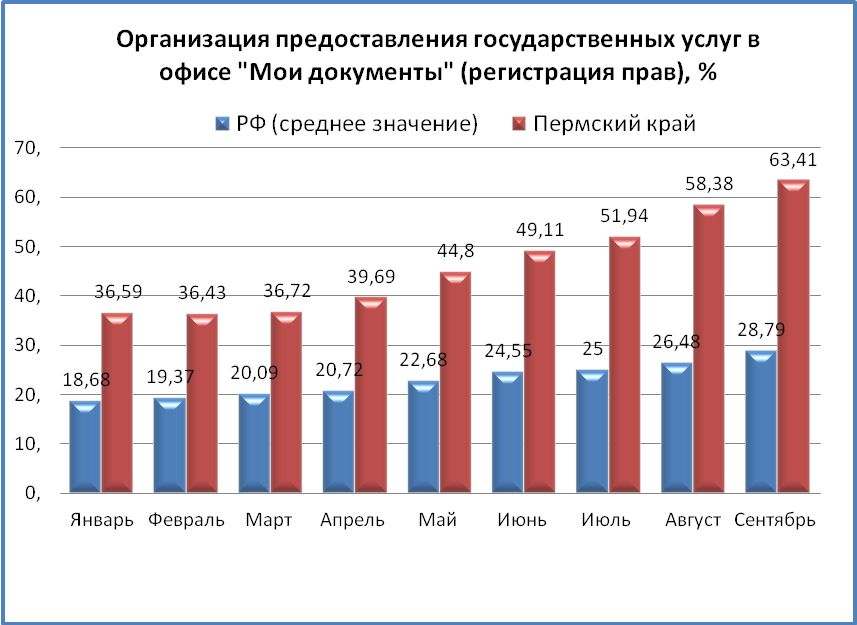 Организация предоставления государственных услуг в
офисе "Мои документы" (регистрация прав), %
РФ (среднее значение) Пермский край
70,
60,
50,
40,
30,
20,
10,
0,
18,68 19,37 20,09 20,72 22,68 24,55 25 26,48 28,79
36,59 36,43 36,72 39,69 44,8 49,11 51,94 58,38 63,41
Январь Февраль Март Апрель Май Июнь Июль Август Сентябрь